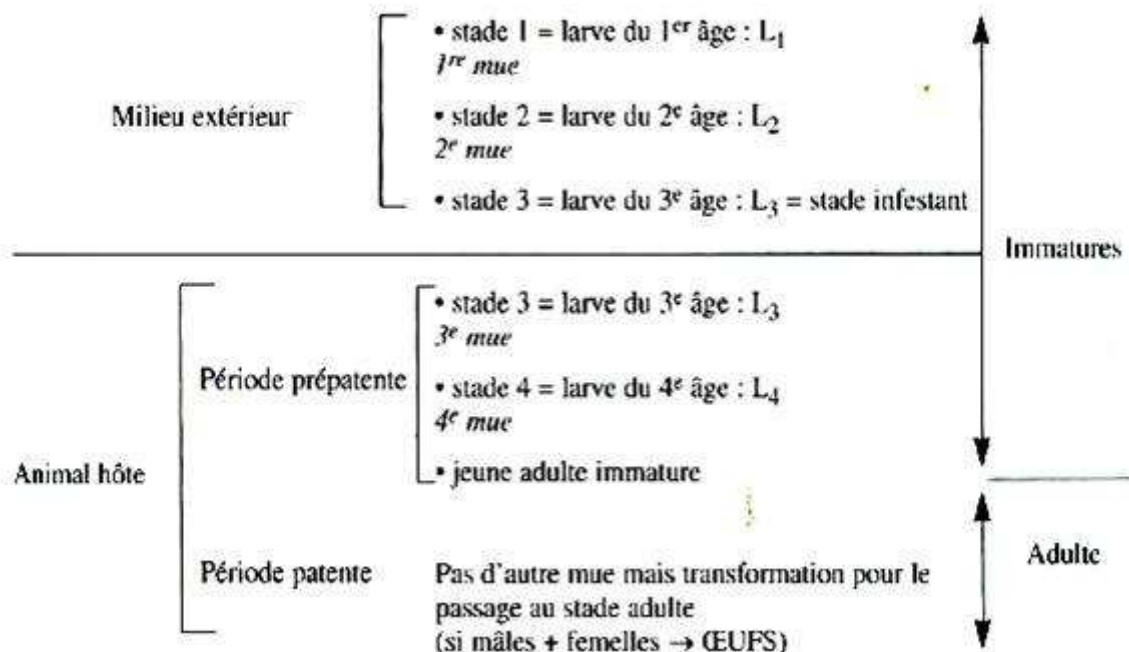 • stade 1 = larve du 1er âge : L1
1re mue
Milieu extérieur
• stade 2 = larve du 2e âge : L2
2e mue
• stade 3 = larve du 3e âge : L3 = stade infestant
Immatures
• stade 3 = larve du 3e âge : L3
3e mue
Période prépatente
• stade 4 = larve du 4e âge : L4
4e mue
Animal hôte
• jeune adulte immature
Adulte
Période patente
Pas d'autre mue mais transformation pour le
passage au stade adulte
(si mâles + femelles → ŒUFS)